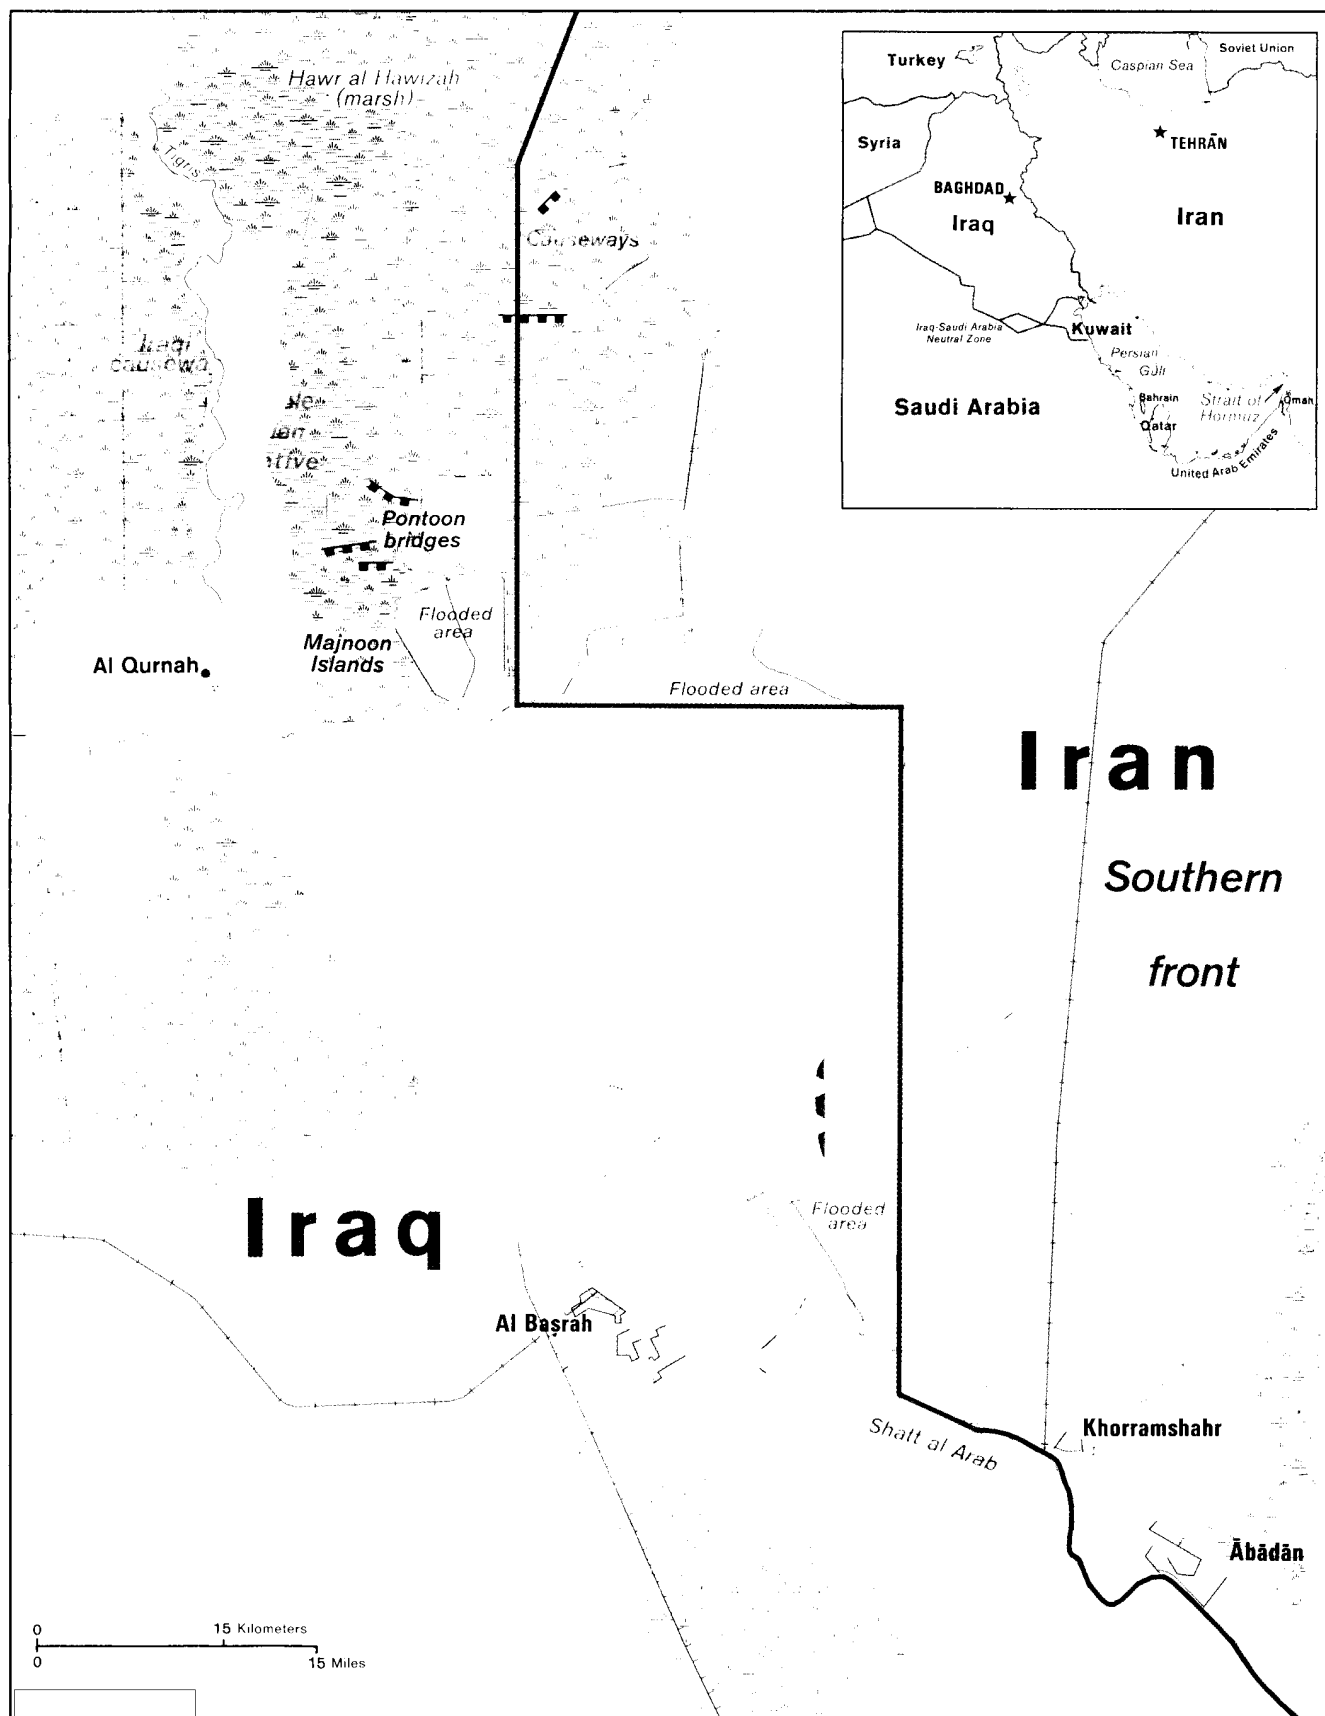 Hawr al Hawizah
(marsh)
Tigris
Causeways
Iraqi
Pontoon
bridges
Flooded
area
Majnoon
Islands
Al Qurnah
Flooded area
Turkey
Caspian Sea
Soviet Union
Syria
TEHRĀN
BAGHDAD
Iraq
Iran
Iraq-Saudi Arabia
Neutral Zone
Kuwait
Persian
Gulf
Saudi Arabia
Bahrain
Qatar
Strait of
Hormuz
Oman
United Arab Emirates
Iran
Southern
front
Flooded
area
Iraq
Al Başrah
Shatt al Arab
Khorramshahr
Ābādān
0 15 Kilometers
0 15 Miles